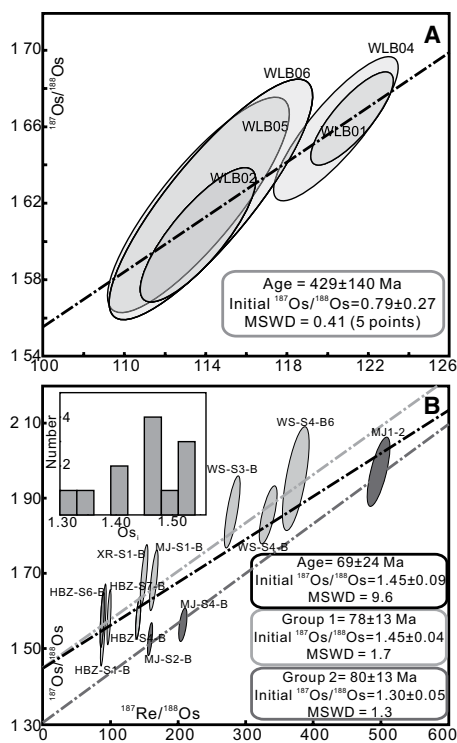 A
1 70
WLB04
WLB06
187Os/188Os
1 66
WLB05
WLB01
1 62
WLB02
1 58
Age = 429±140 Ma
Initial 187Os/188Os=0.79±0.27
MSWD = 0.41 (5 points)
1 54
100 110 114 118 122 126
B
2 10
Number
4
2
1.30 1.40 1.50
Osi
WS-S4-B6
MJ1-2
WS-S3-B
1 90
WS-S4-B
XR-S1-B MJ-S1-B
1 70
HBZ-S6-B HBZ-S7-B
MJ-S4-B
HBZ-S4-B
1 50
MJ-S2-B
HBZ-S1-B
187Os/188Os
Age= 69±24 Ma
Initial 187Os/188Os=1.45±0.09
MSWD = 9.6
Group 1= 78±13 Ma
Initial 187Os/188Os=1.45±0.04
MSWD = 1.7
Group 2= 80±13 Ma
Initial 187Os/188Os=1.30±0.05
MSWD = 1.3
187Re/188Os
1 30
0 100 200 300 400 500 600